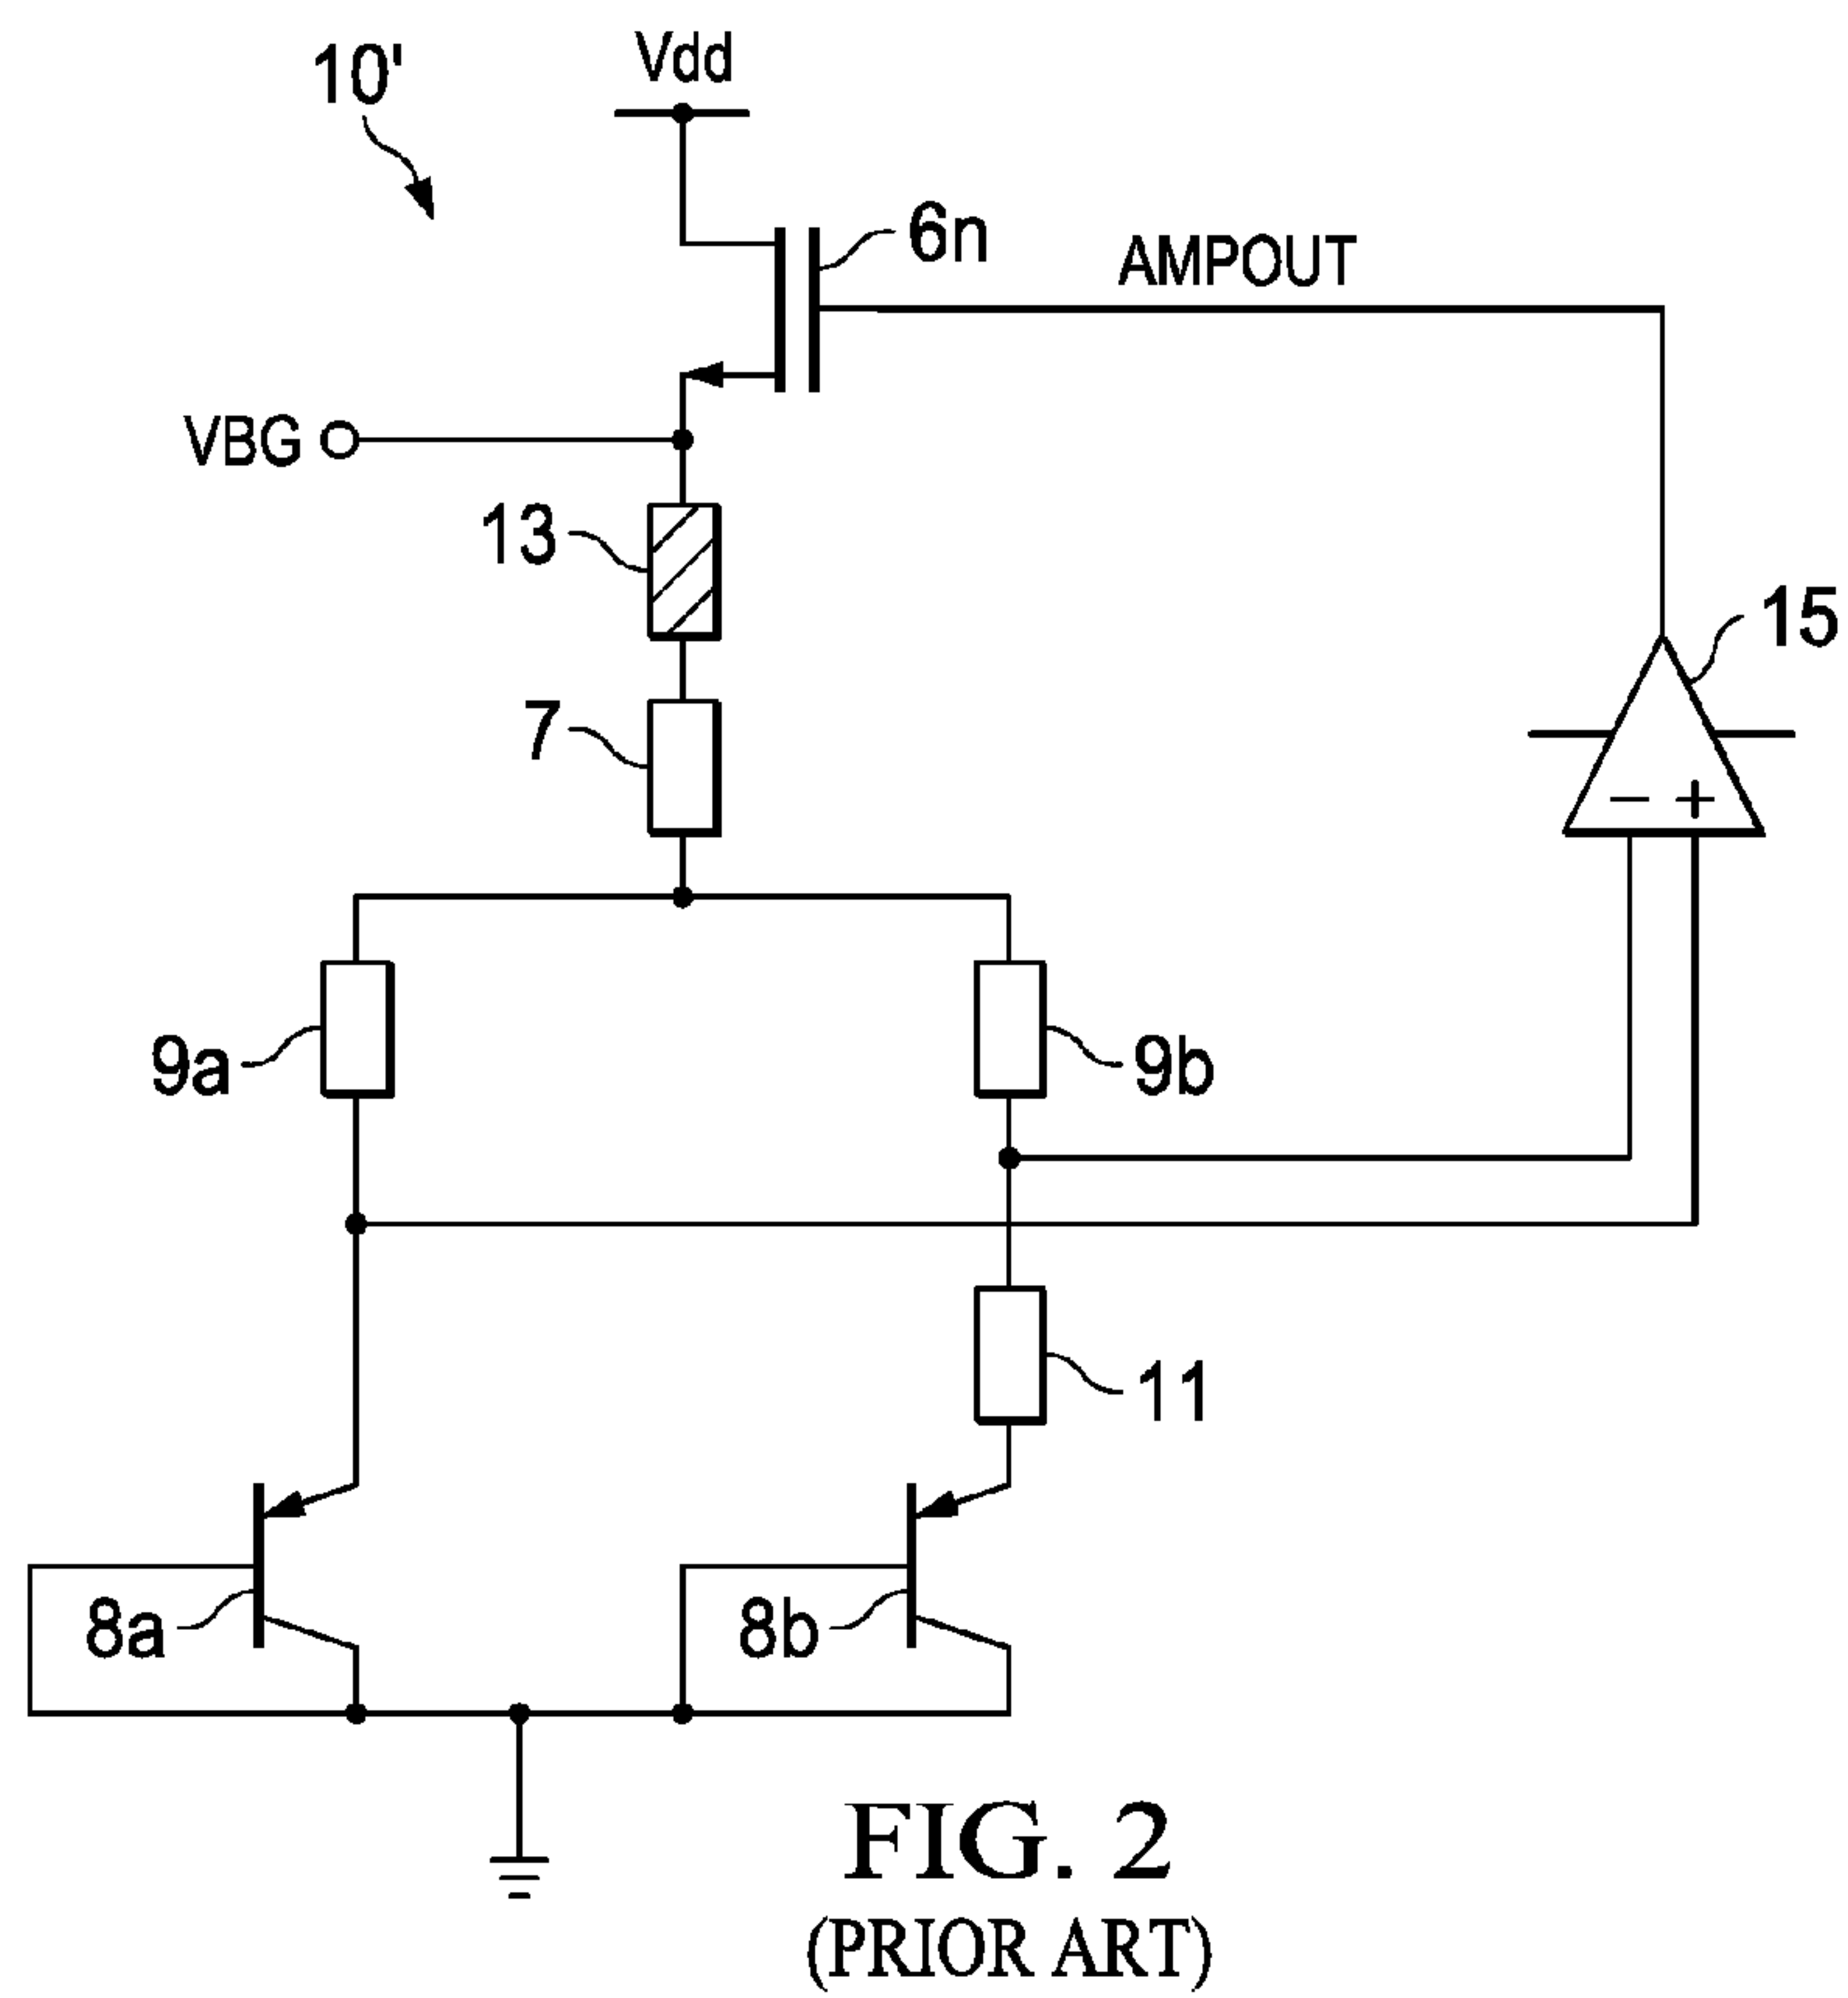 10'
Vdd
6n
AMPOUT
VBG
13
7
15
− +
9a
9b
11
8a
8b
FIG. 2
(PRIOR ART)